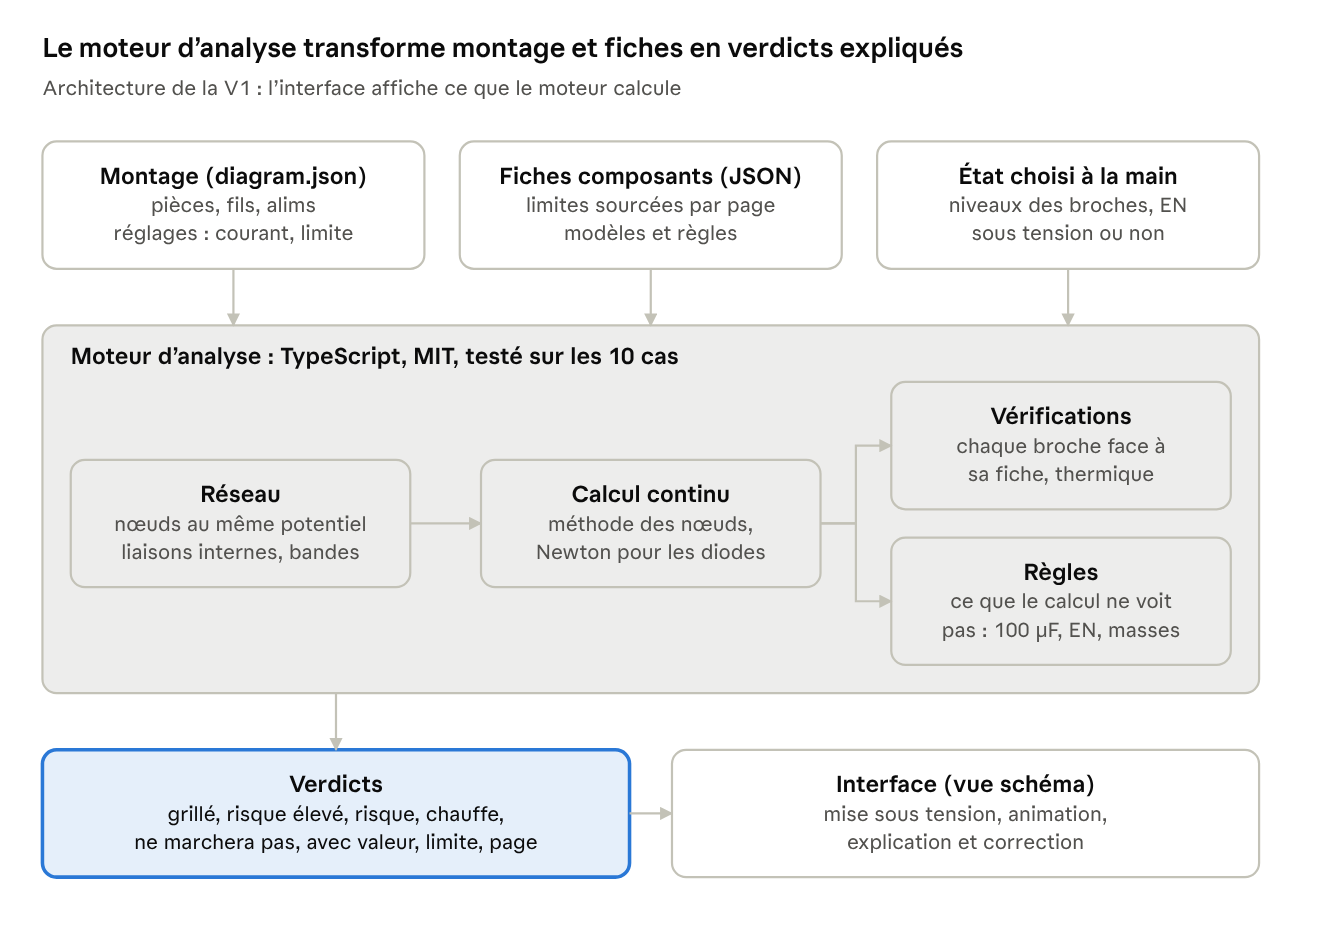 Le moteur d’analyse transforme montage et fiches en verdicts expliqués
Architecture de la V1 : l’interface affiche ce que le moteur calcule
Montage (diagram.json)
pièces, fils, alims
réglages : courant, limite
Fiches composants (JSON)
limites sourcées par page
modèles et règles
État choisi à la main
niveaux des broches, EN
sous tension ou non
Moteur d’analyse : TypeScript, MIT, testé sur les 10 cas
Réseau
nœuds au même potentiel
liaisons internes, bandes
Calcul continu
méthode des nœuds,
Newton pour les diodes
Vérifications
chaque broche face à
sa fiche, thermique
Règles
ce que le calcul ne voit
pas : 100 µF, EN, masses
Verdicts
grillé, risque élevé, risque, chauffe,
ne marchera pas, avec valeur, limite, page
Interface (vue schéma)
mise sous tension, animation,
explication et correction